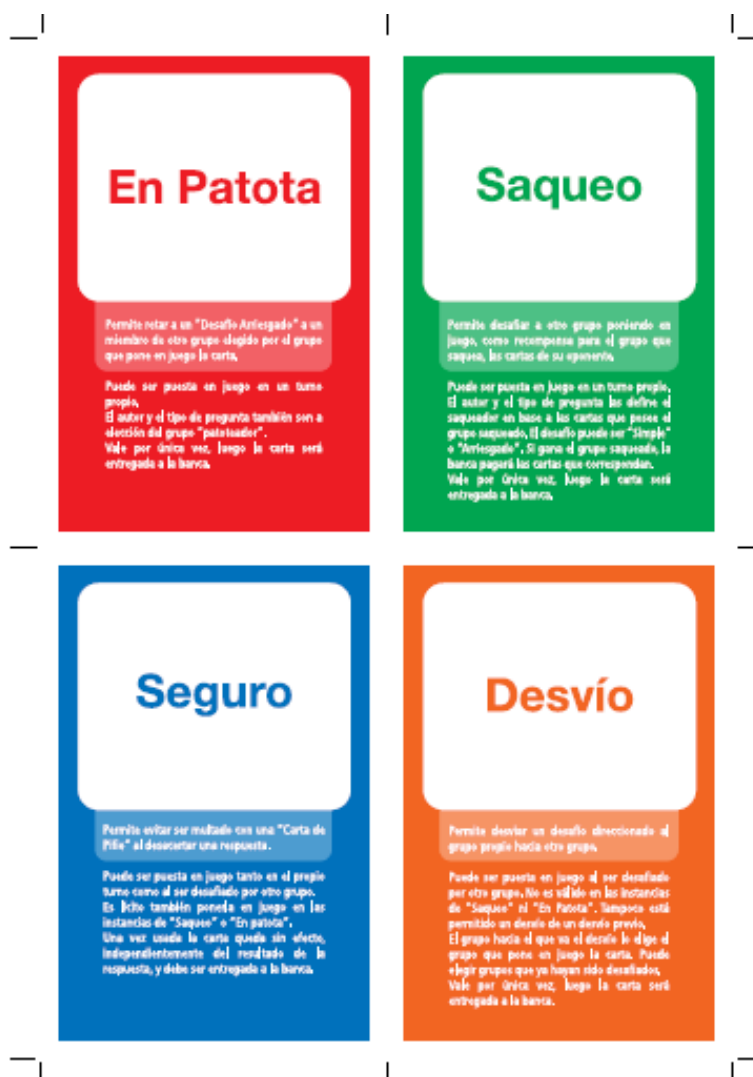 En Patota
Permite retar a un "Desafío Arriesgado" a un
miembro de otro grupo elegido por el grupo
que pone en juego la carta.
Puede ser puesta en juego en un turno
propio.
El autor y el tipo de pregunta también son a
elección del grupo "patoteador".
Vale por única vez, luego la carta será
entregada a la banca.
Saqueo
Permite desafiar a otro grupo poniendo en
juego, como recompensa para el grupo que
saquea, las cartas de su oponente.
Puede ser puesta en juego en un turno propio.
El autor y el tipo de pregunta las define el
saqueador en base a las cartas que posee el
grupo saqueado. El desafío puede ser "Simple"
o "Arriesgado". Si gana el grupo saqueado, la
banca pagará las cartas que correspondan.
Vale por única vez, luego la carta será
entregada a la banca.
Seguro
Permite evitar ser multado con una "Carta de
Pifie" al desacertar una respuesta.
Puede ser puesta en juego tanto en el propio
turno como al ser desafiado por otro grupo.
Es lícito también ponerla en juego en las
instancias de "Saqueo" o "En patota".
Una vez usada la carta queda sin efecto,
independientemente del resultado de la
respuesta, y debe ser entregada a la banca.
Desvío
Permite desviar un desafío direccionado al
grupo propio hacia otro grupo.
Puede ser puesta en juego al ser desafiado
por otro grupo. No es válido en las instancias
de "Saqueo" ni "En Patota". Tampoco está
permitido un desvío de un desvío previo.
El grupo hacia el que va el desvío lo elige el
grupo que pone en juego la carta. Puede
elegir grupos que ya hayan sido desafiados.
Vale por única vez, luego la carta será
entregada a la banca.